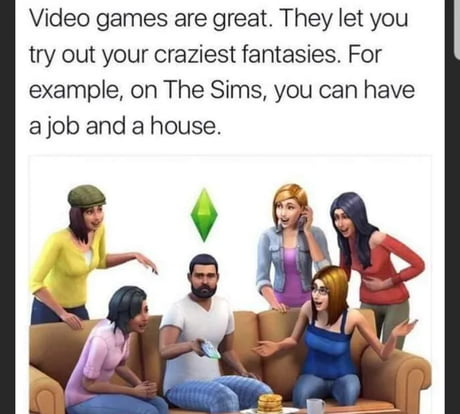 Video games are great. They let you
try out your craziest fantasies. For
example, on The Sims, you can have
a job and a house.